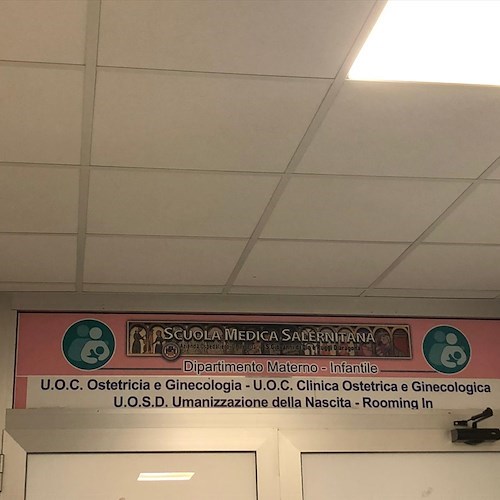 SCUOLA MEDICA SALERNITANA
Dipartimento Materno - Infantile
U.O.C. Ostetricia e Ginecologia - U.O.C. Clinica Ostetrica e Ginecologica
U.O.S.D. Umanizzazione della Nascita - Rooming In